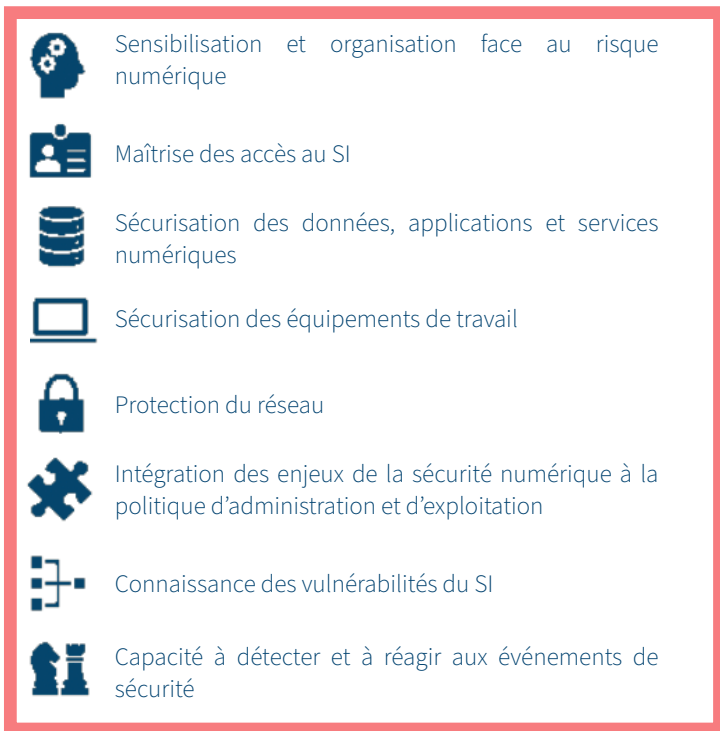 Sensibilisation et organisation face au risque
numérique
Maîtrise des accès au SI
Sécurisation des données, applications et services
numériques
Sécurisation des équipements de travail
Protection du réseau
Intégration des enjeux de la sécurité numérique à la
politique d’administration et d’exploitation
Connaissance des vulnérabilités du SI
Capacité à détecter et à réagir aux événements de
sécurité